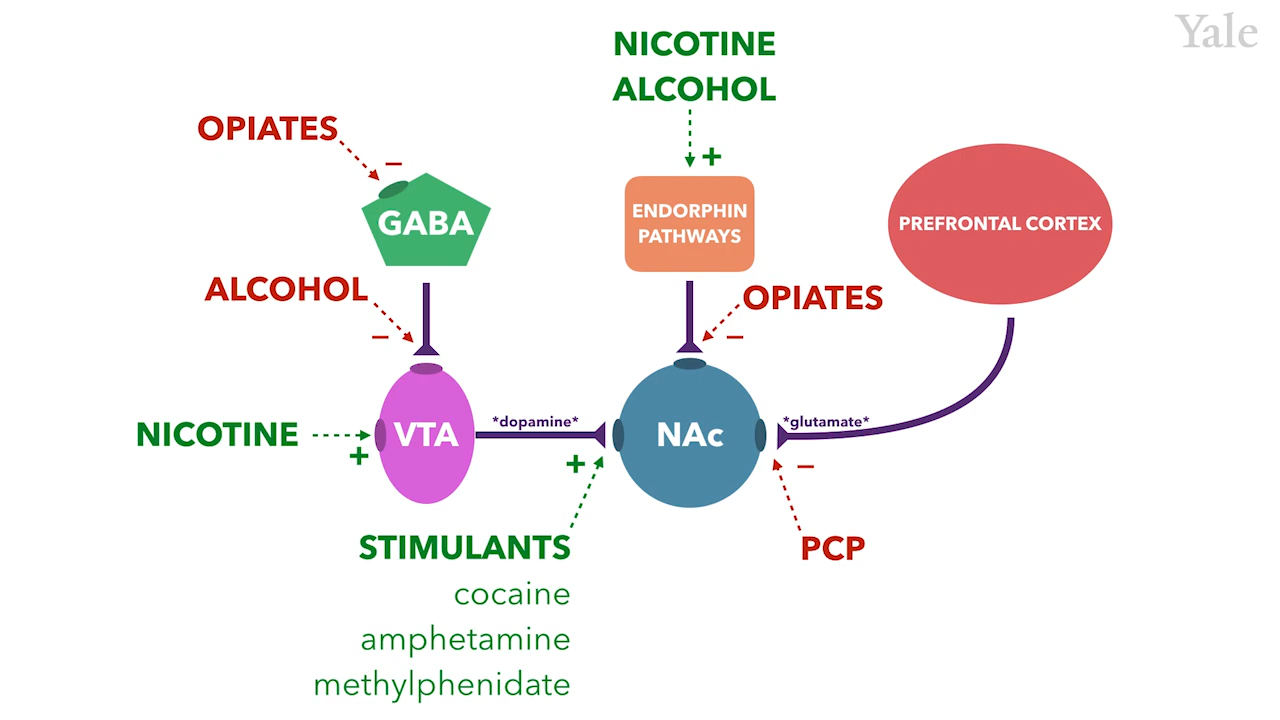 Yale
NICOTINE
ALCOHOL
+
OPIATES
−
GABA
ENDORPHIN
PATHWAYS
PREFRONTAL CORTEX
ALCOHOL
−
OPIATES
−
NICOTINE
+
VTA
*dopamine*
+
NAc
*glutamate*
−
STIMULANTS
cocaine
amphetamine
methylphenidate
PCP